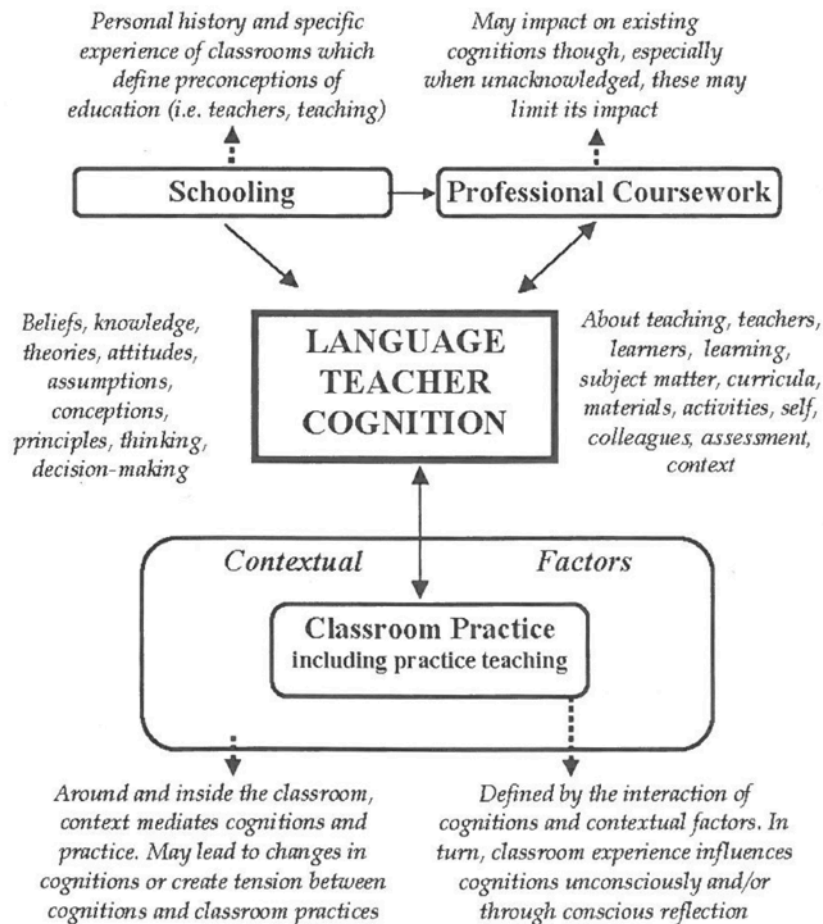 Personal history and specific
experience of classrooms which
define preconceptions of
education (i.e. teachers, teaching)
May impact on existing
cognitions though, especially
when unacknowledged, these may
limit its impact
Schooling
Professional Coursework
Beliefs, knowledge,
theories, attitudes,
assumptions,
conceptions,
principles, thinking,
decision-making
LANGUAGE
TEACHER
COGNITION
About teaching, teachers,
learners, learning,
subject matter, curricula,
materials, activities, self,
colleagues, assessment,
context
Contextual Factors
Classroom Practice
including practice teaching
Around and inside the classroom,
context mediates cognitions and
practice. May lead to changes in
cognitions or create tension between
cognitions and classroom practices
Defined by the interaction of
cognitions and contextual factors. In
turn, classroom experience influences
cognitions unconsciously and/or
through conscious reflection